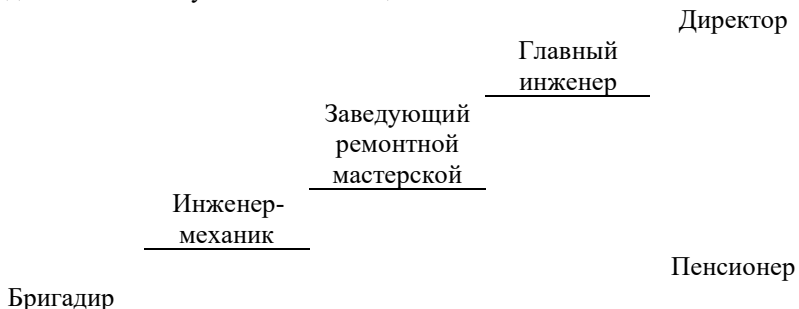 Директор
Главный
инженер
Заведующий
ремонтной
мастерской
Инженер-
механик
Пенсионер
Бригадир